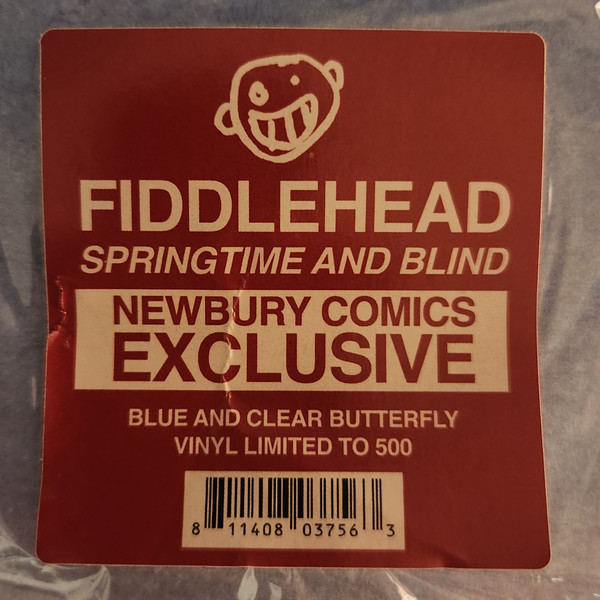 FIDDLEHEAD
SPRINGTIME AND BLIND
NEWBURY COMICS
EXCLUSIVE
BLUE AND CLEAR BUTTERFLY
VINYL LIMITED TO 500
8 11408 03756 3